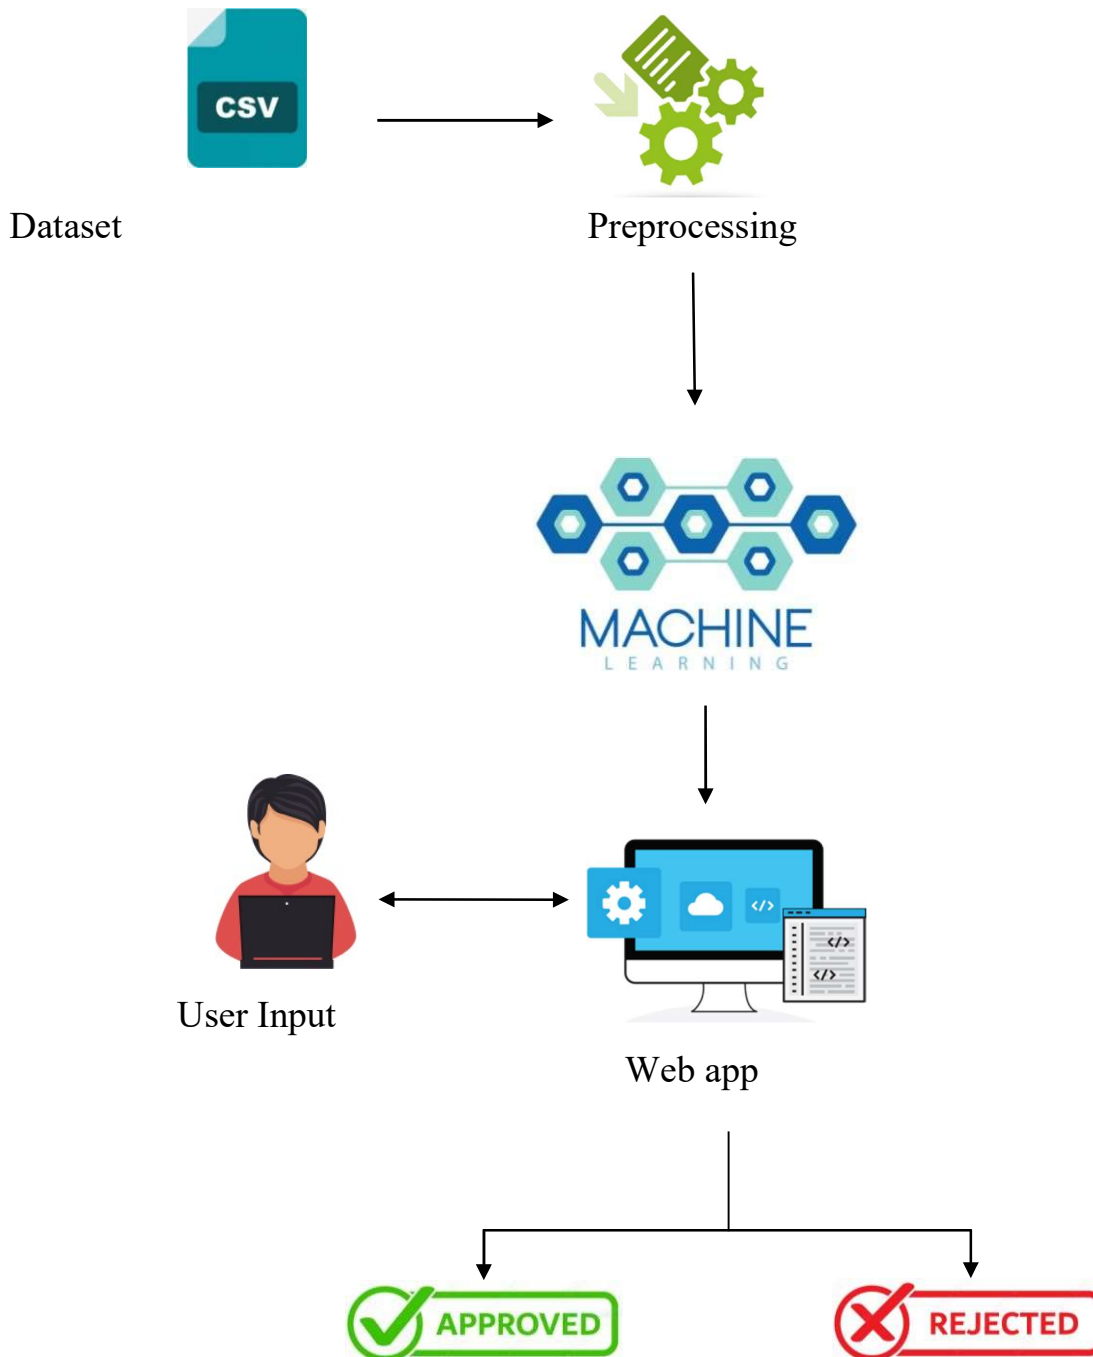 CSV
Dataset
Preprocessing
MACHINE
LEARNING
</>
</>
</>
User Input
Web app
APPROVED
REJECTED